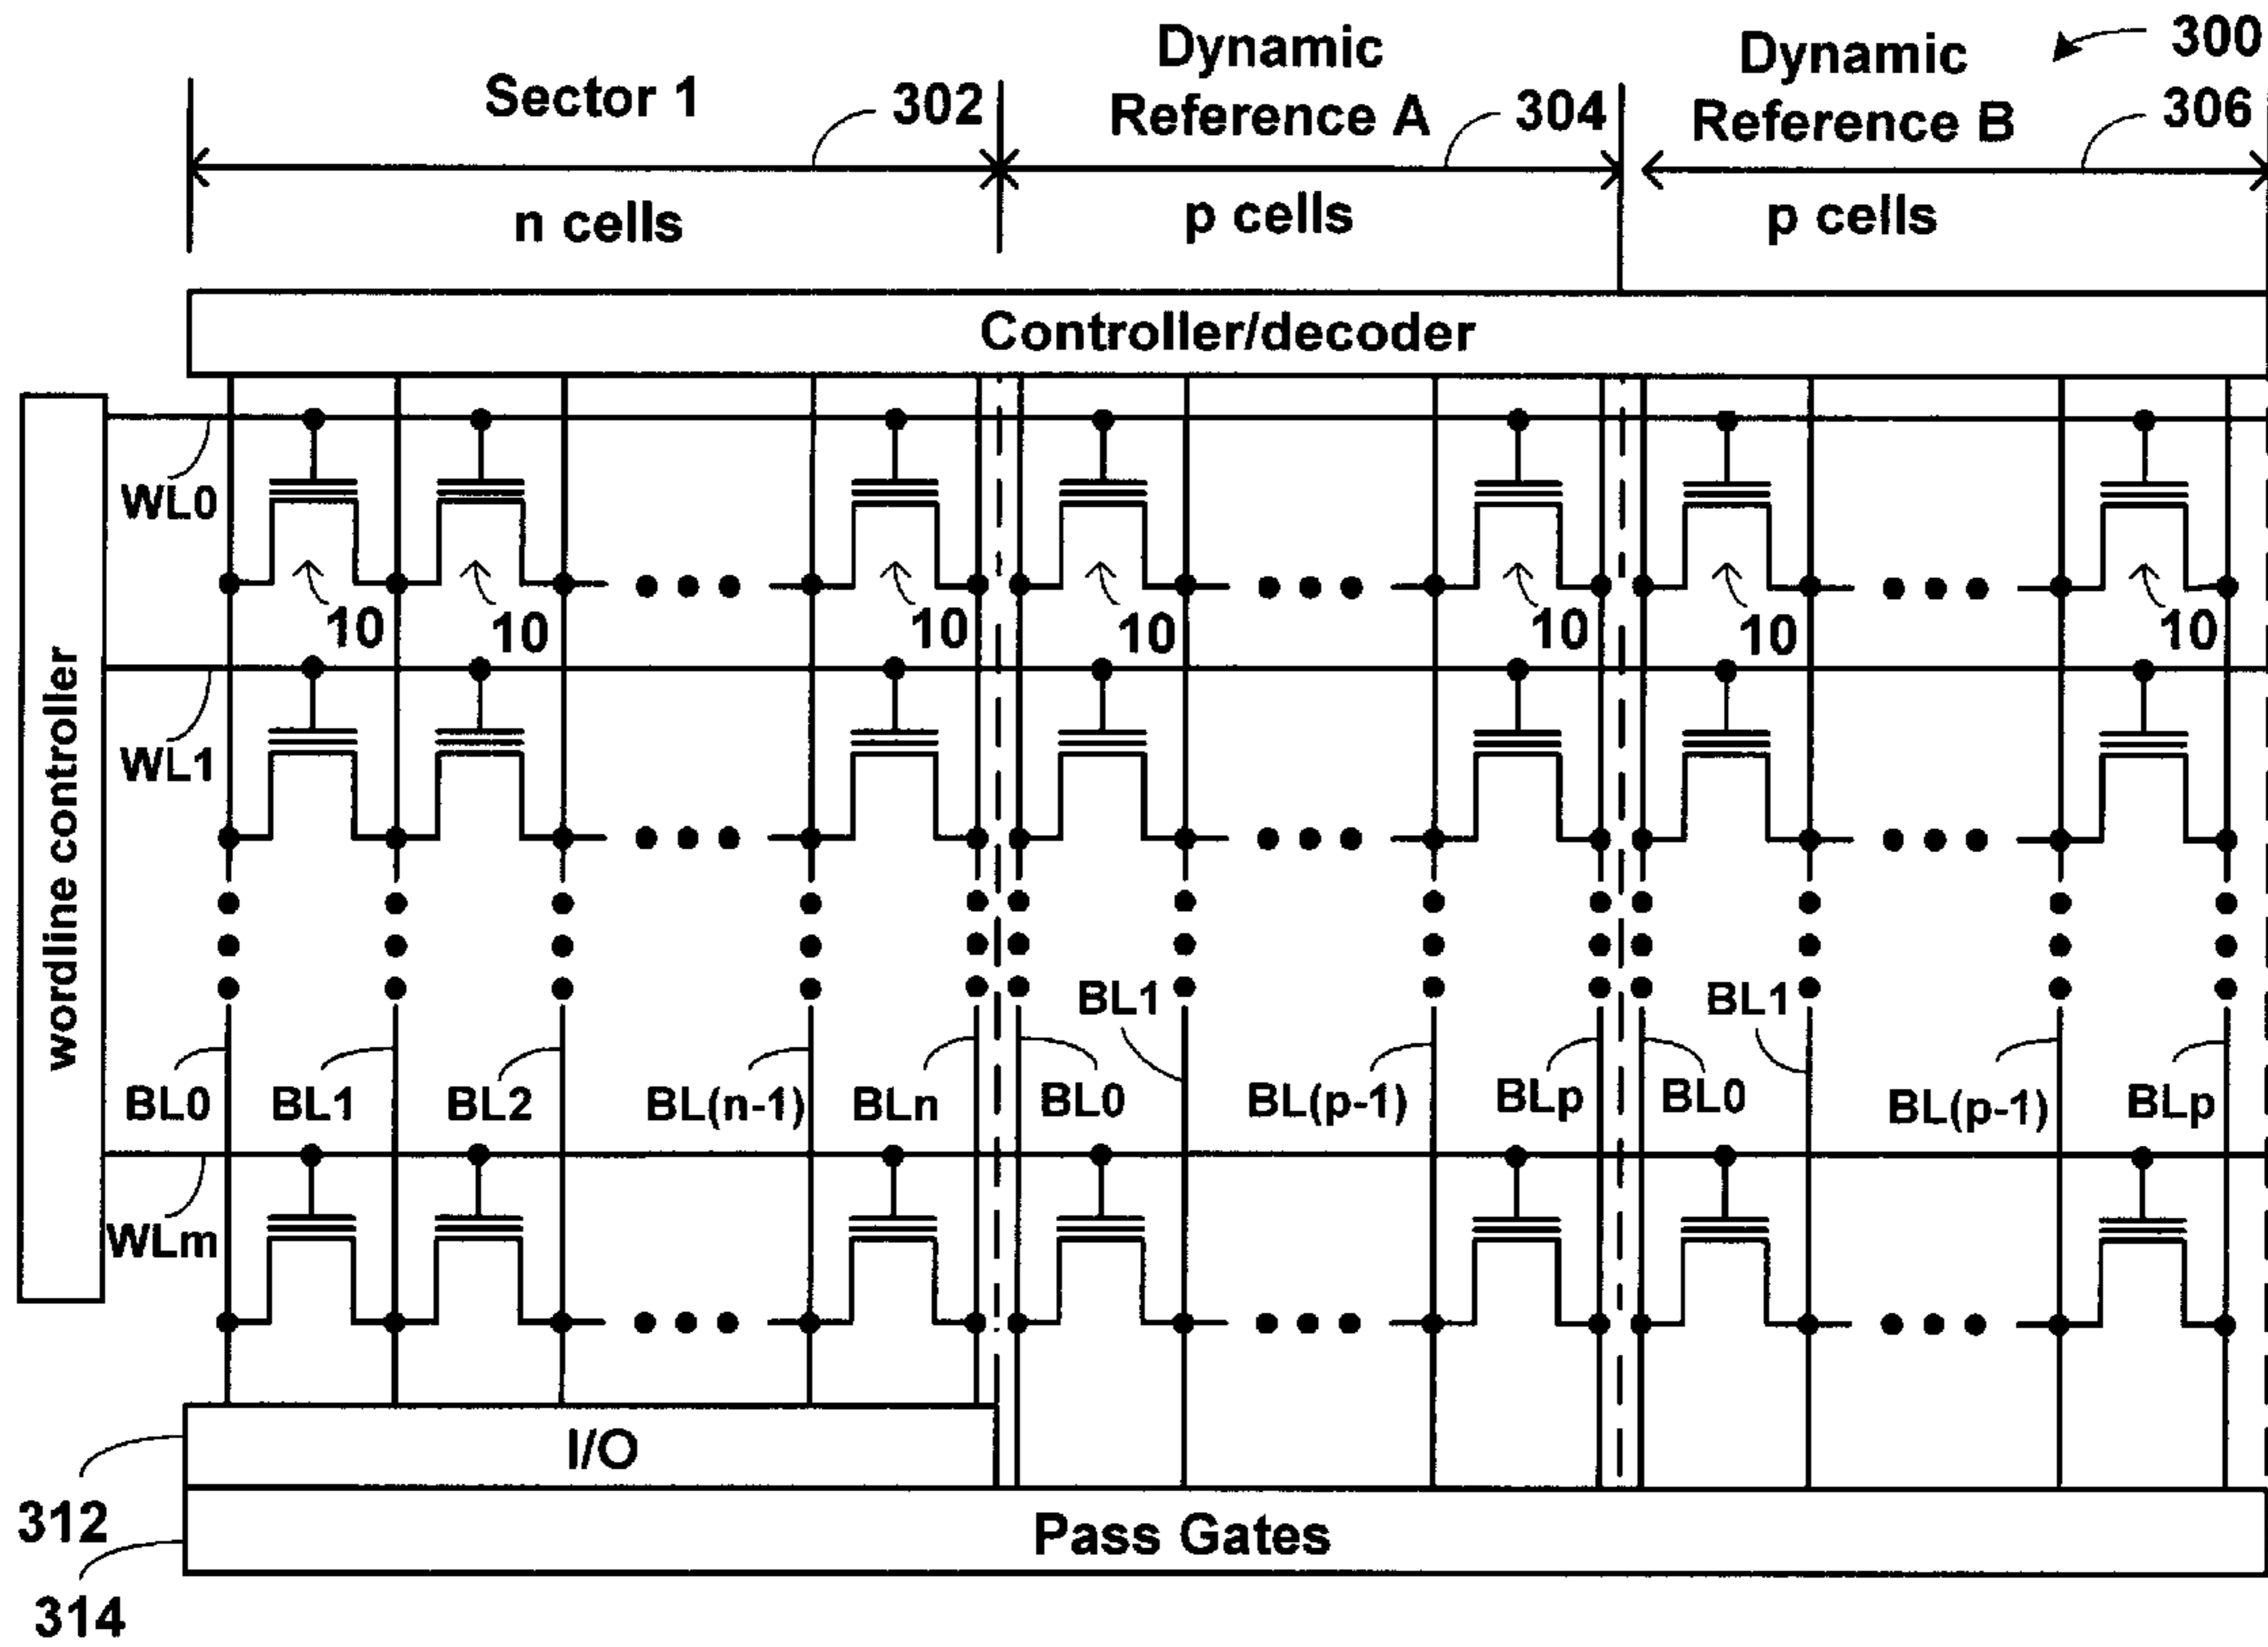 Sector 1
302
Dynamic
Reference A
304
Dynamic
Reference B
300
306
n cells
p cells
p cells
Controller/decoder
wordline controller
WL0
10
10
10
10
10
10
10
WL1
BL1
BL1
BL0
BL1
BL2
BL(n-1)
BLn
BL0
BL(p-1)
BLp
BL0
BL(p-1)
BLp
WLm
I/O
312
Pass Gates
314